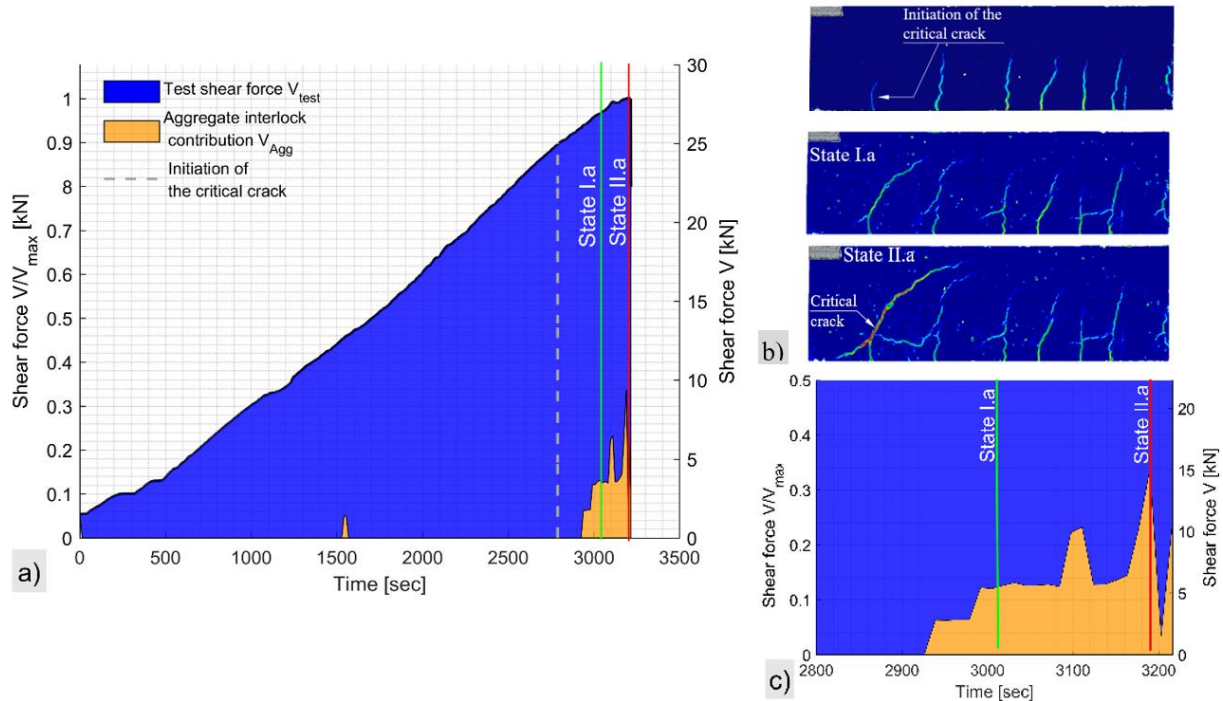 Test shear force V_test
Aggregate interlock
contribution V_Agg
Initiation of
the critical crack
Shear force V/V_max [kN]
1
0.9
8
0.7
0.6
0.5
0.4
0.3
0.2
0.1
0
0
500
1000
1500
2000
2500
3000
3500
Time [sec]
30
25
20
15
10
5
0
Shear force V [kN]
State I.a
State II.a
a)
Initiation of the
critical crack
State I.a
State II.a
Critical
crack
b)
Shear force V/V_max
0.5
0.4
0.3
0.2
0.1
0
2800
2900
3000
3100
3200
Time [sec]
20
15
10
5
0
Shear force V [kN]
State I.a
State II.a
c)